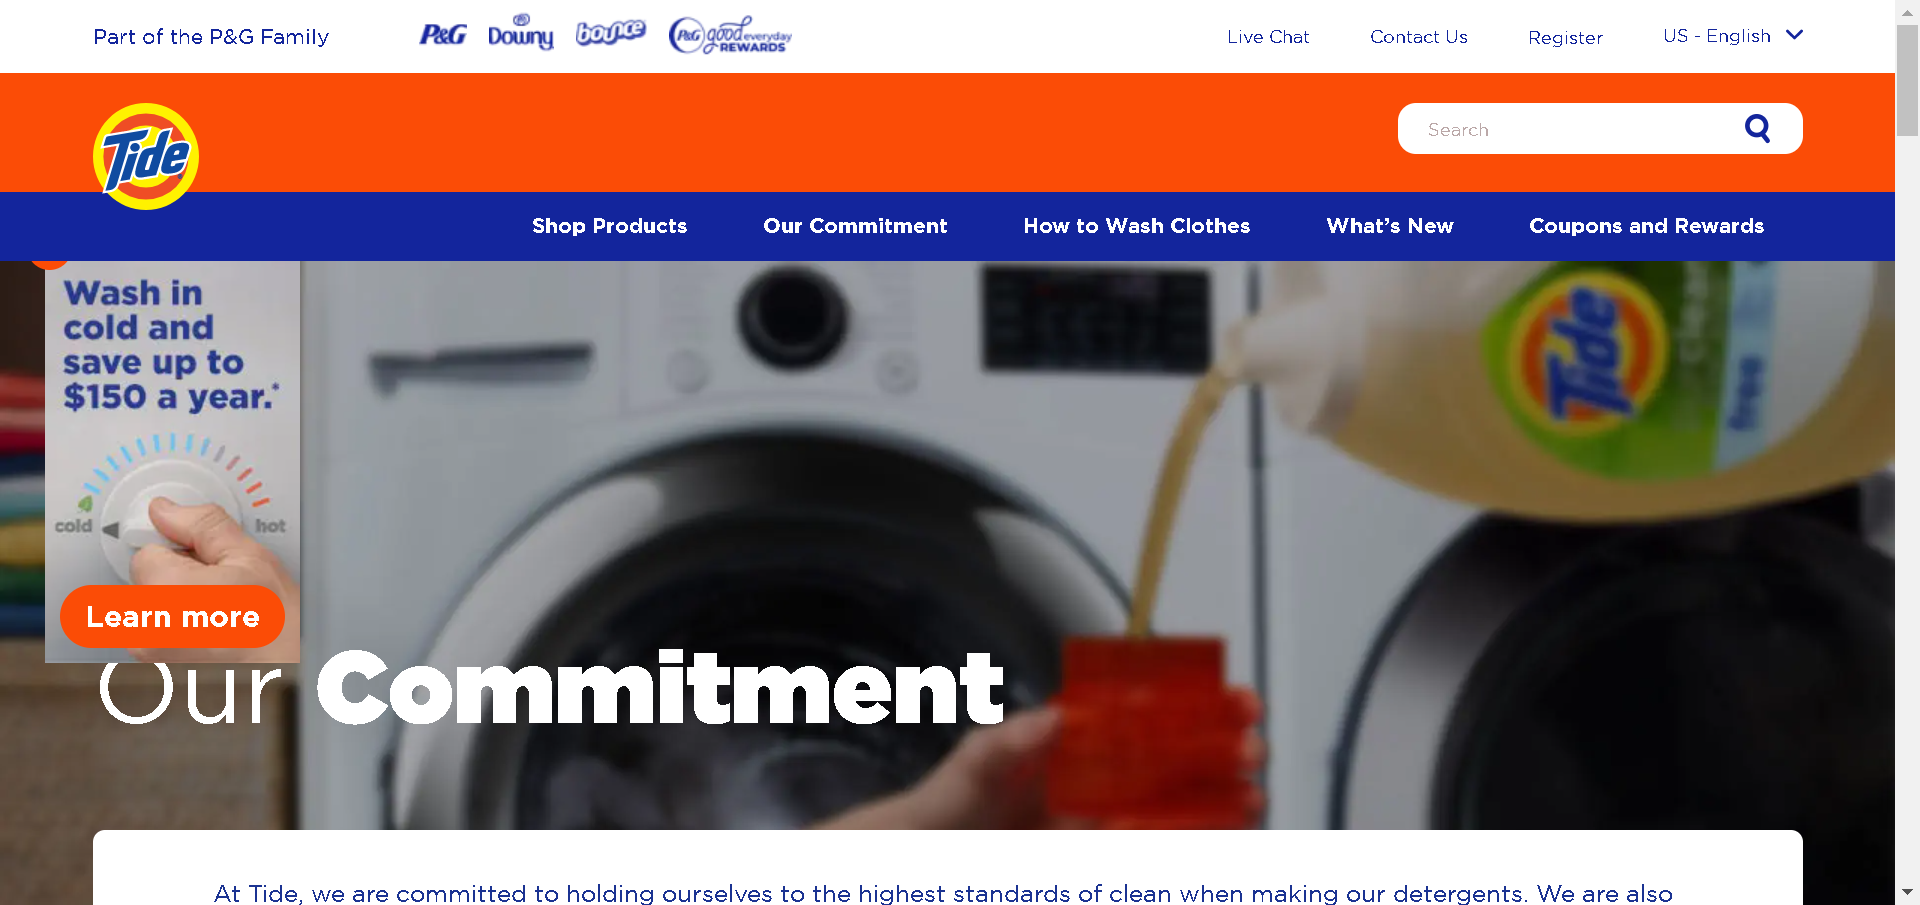 Part of the P&G Family
P&G
Downy
bounce
P&G good everyday REWARDS
Live Chat
Contact Us
Register
US - English
Tide
Search
Shop Products
Our Commitment
How to Wash Clothes
What's New
Coupons and Rewards
Wash in
cold and
save up to
$150 a year.*
cold
hot
Learn more
Tide
free
Our Commitment
At Tide, we are committed to holding ourselves to the highest standards of clean when making our detergents. We are also